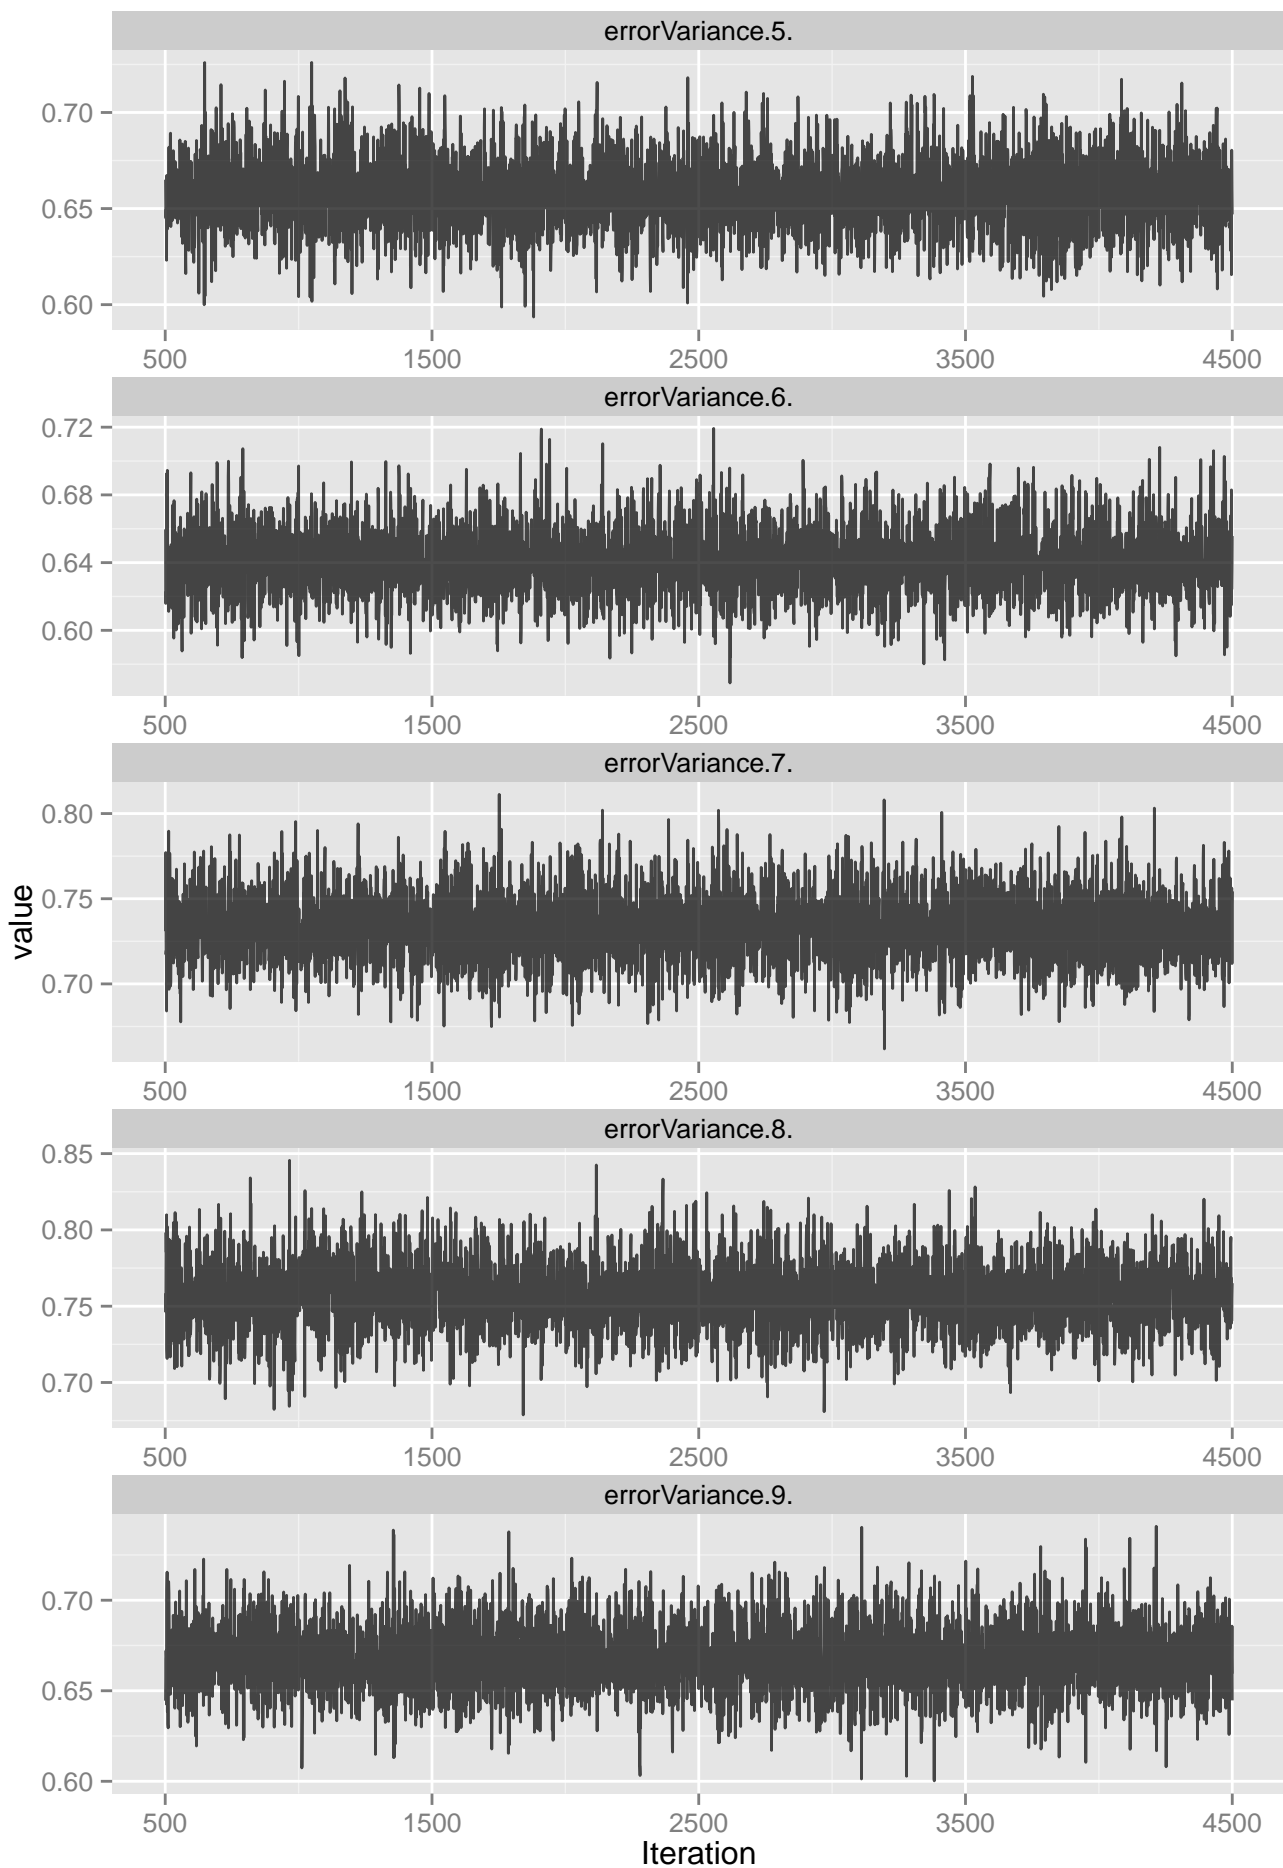 errorVariance.5.
0.70
0.65
0.60
500 1500 2500 3500 4500
errorVariance.6.
0.72
0.68
0.64
0.60
500 1500 2500 3500 4500
errorVariance.7.
0.80
0.75
0.70
500 1500 2500 3500 4500
errorVariance.8.
0.85
0.80
0.75
0.70
500 1500 2500 3500 4500
errorVariance.9.
0.70
0.65
0.60
500 1500 2500 3500 4500
Iteration
value